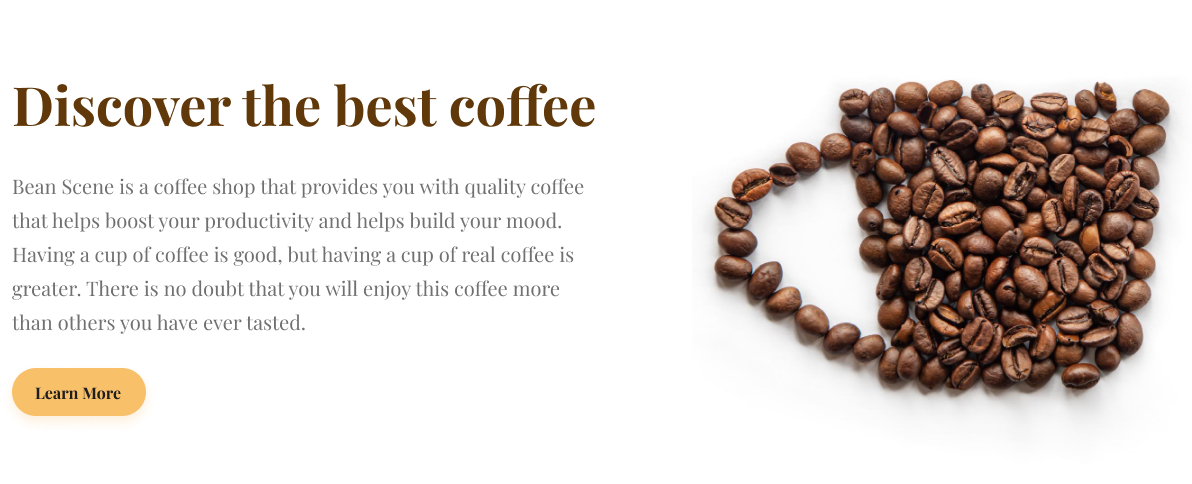 Discover the best coffee
Bean Scene is a coffee shop that provides you with quality coffee
that helps boost your productivity and helps build your mood.
Having a cup of coffee is good, but having a cup of real coffee is
greater. There is no doubt that you will enjoy this coffee more
than others you have ever tasted.
Learn More